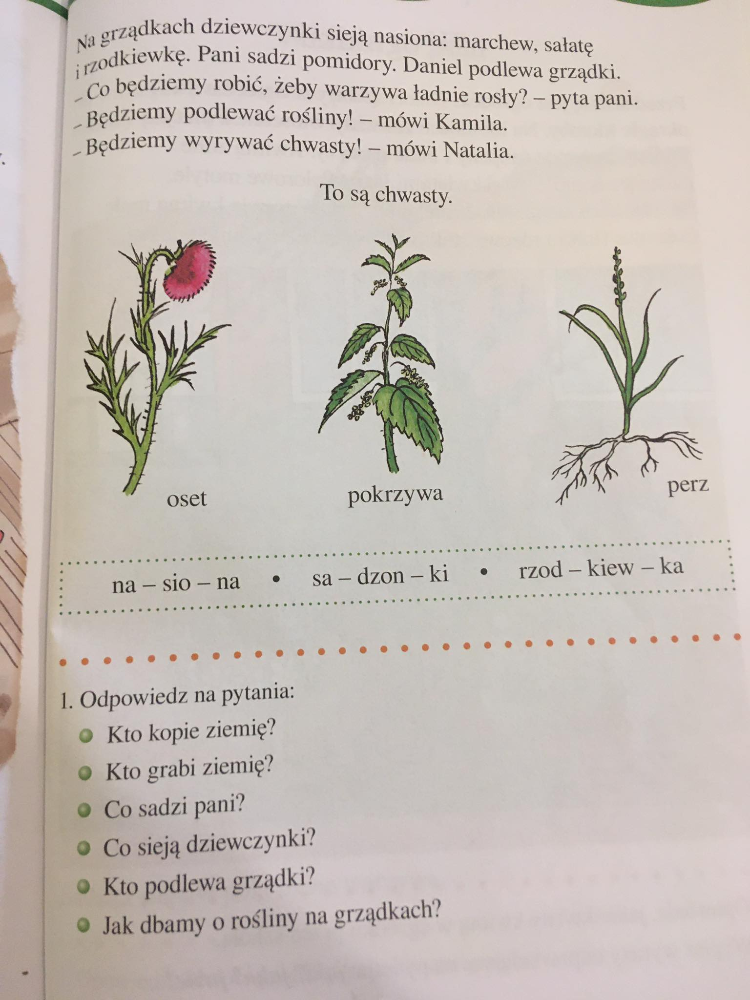 Na grządkach dziewczynki sieją nasiona: marchew, sałatę
i rzodkiewkę. Pani sadzi pomidory. Daniel podlewa grządki.
– Co będziemy robić, żeby warzywa ładnie rosły? – pyta pani.
– Będziemy podlewać rośliny! – mówi Kamila.
– Będziemy wyrywać chwasty! – mówi Natalia.
To są chwasty.
oset
pokrzywa
perz
na – sio – na • sa – dzon – ki • rzod – kiew – ka
1. Odpowiedz na pytania:
Kto kopie ziemię?
Kto grabi ziemię?
Co sadzi pani?
Co sieją dziewczynki?
Kto podlewa grządki?
Jak dbamy o rośliny na grządkach?